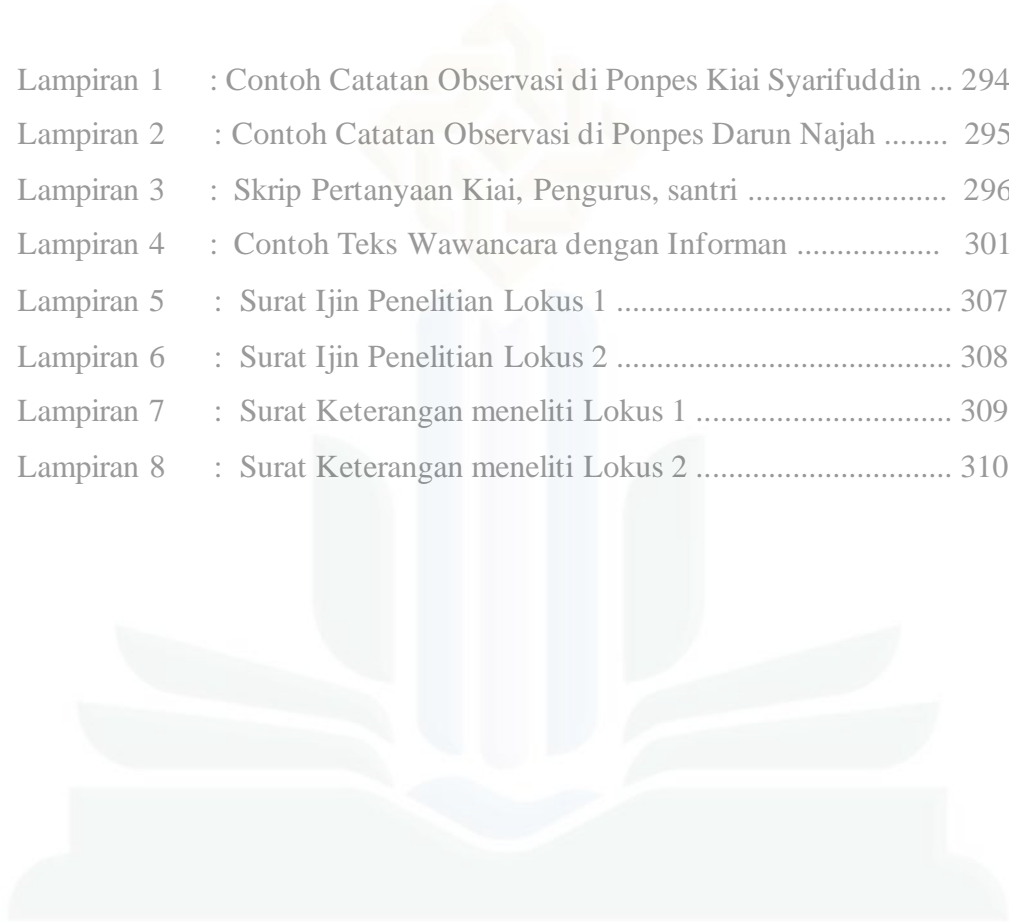 Lampiran 1 : Contoh Catatan Observasi di Ponpes Kiai Syarifuddin ... 294
Lampiran 2 : Contoh Catatan Observasi di Ponpes Darun Najah ........ 295
Lampiran 3 : Skrip Pertanyaan Kiai, Pengurus, santri ........................ 296
Lampiran 4 : Contoh Teks Wawancara dengan Informan .................. 301
Lampiran 5 : Surat Ijin Penelitian Lokus 1 ..................................... 307
Lampiran 6 : Surat Ijin Penelitian Lokus 2 ..................................... 308
Lampiran 7 : Surat Keterangan meneliti Lokus 1 ............................ 309
Lampiran 8 : Surat Keterangan meneliti Lokus 2 ............................ 310